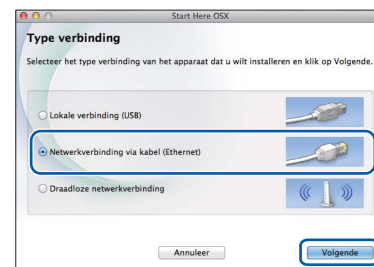 Start Here OSX
Type verbinding
Selecteer het type verbinding van het apparaat dat u wilt installeren en klik op Volgende.
Lokale verbinding (USB)
Netwerkverbinding via kabel (Ethernet)
Draadloze netwerkverbinding
Annuleer
Volgende